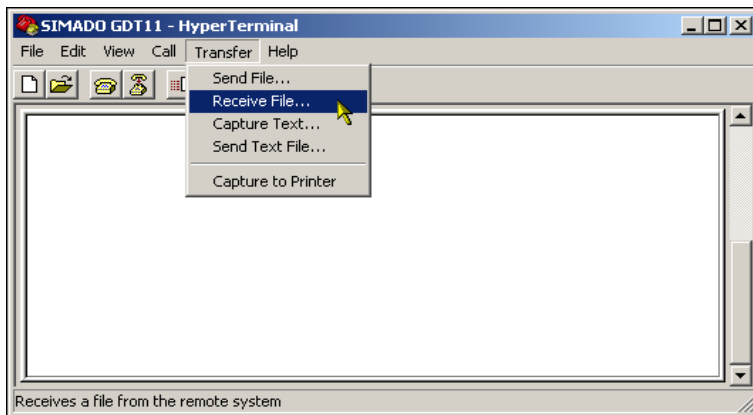 SIMADO GDT11 - HyperTerminal
File Edit View Call Transfer Help
Send File...
Receive File...
Capture Text...
Send Text File...
Capture to Printer
Receives a file from the remote system